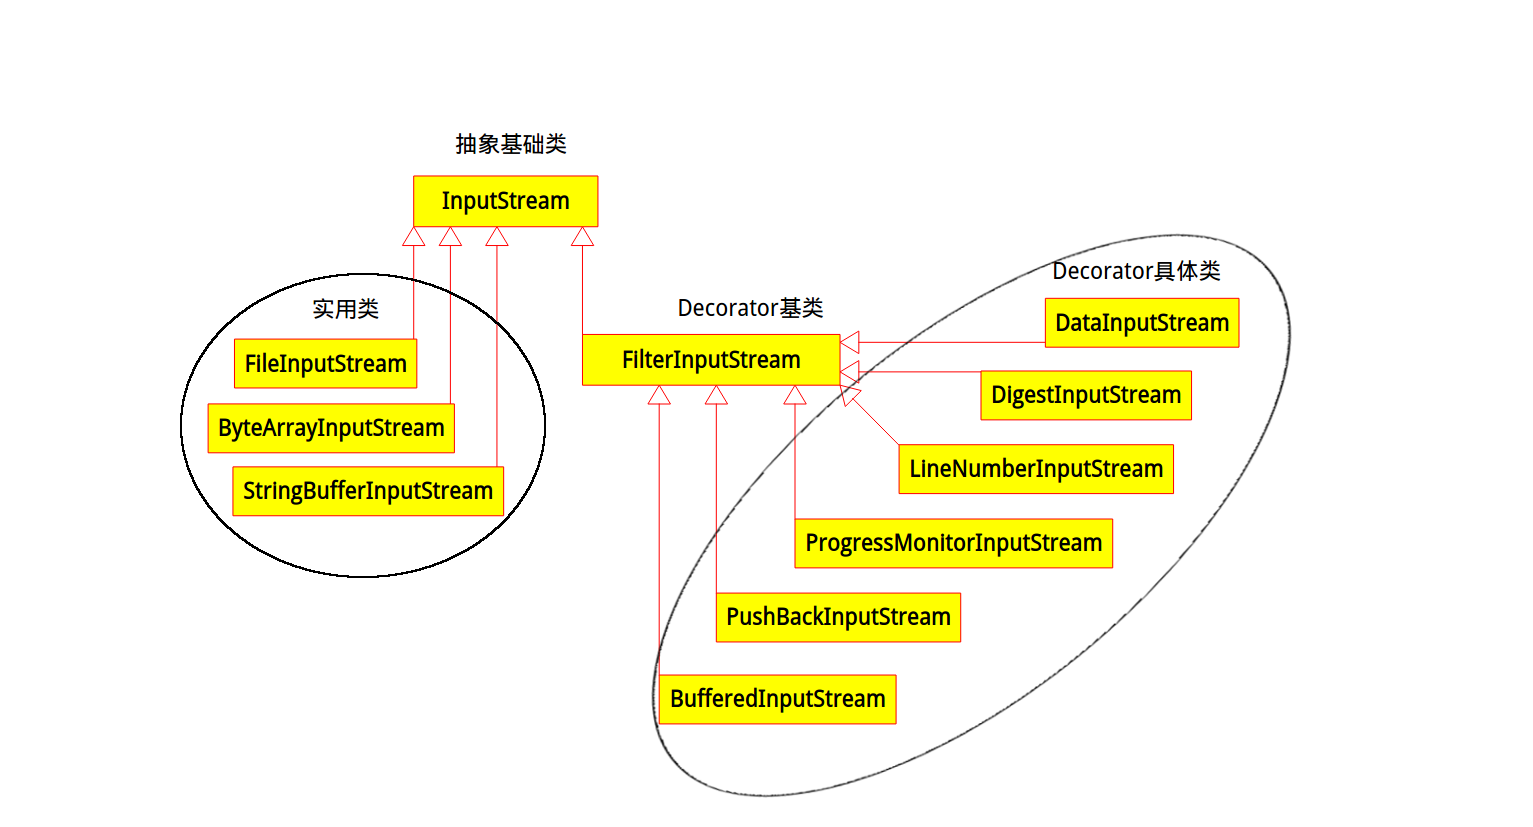 抽象基础类
InputStream
实用类
FileInputStream
ByteArrayInputStream
StringBufferInputStream
Decorator基类
FilterInputStream
Decorator具体类
DataInputStream
DigestInputStream
LineNumberInputStream
ProgressMonitorInputStream
PushBackInputStream
BufferedInputStream